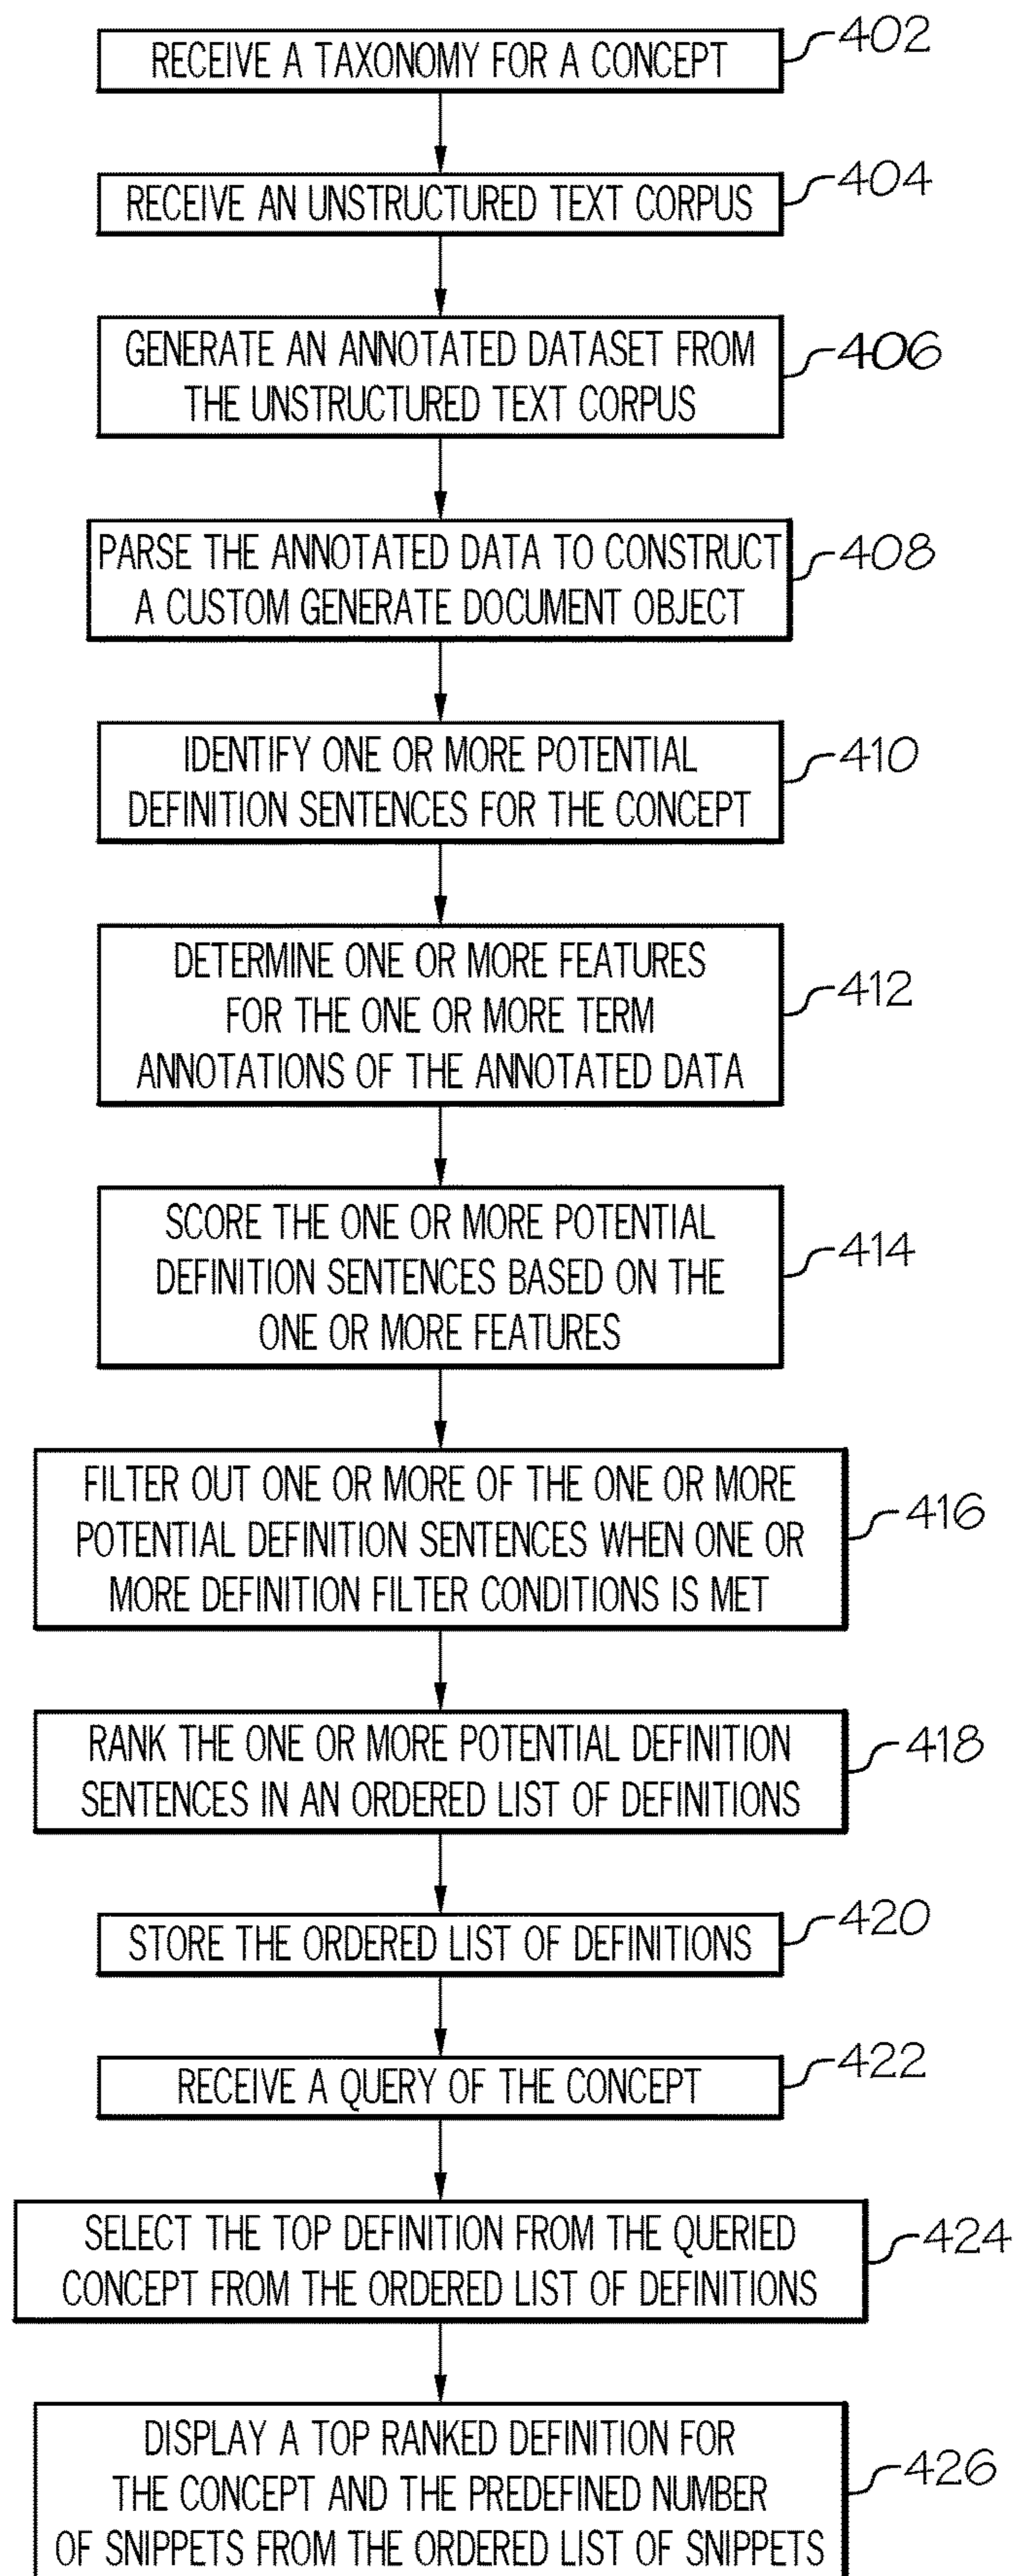 RECEIVE A TAXONOMY FOR A CONCEPT
402
RECEIVE AN UNSTRUCTURED TEXT CORPUS
404
GENERATE AN ANNOTATED DATASET FROM
THE UNSTRUCTURED TEXT CORPUS
406
PARSE THE ANNOTATED DATA TO CONSTRUCT
A CUSTOM GENERATE DOCUMENT OBJECT
408
IDENTIFY ONE OR MORE POTENTIAL
DEFINITION SENTENCES FOR THE CONCEPT
410
DETERMINE ONE OR MORE FEATURES
FOR THE ONE OR MORE TERM
ANNOTATIONS OF THE ANNOTATED DATA
412
SCORE THE ONE OR MORE POTENTIAL
DEFINITION SENTENCES BASED ON THE
ONE OR MORE FEATURES
414
FILTER OUT ONE OR MORE OF THE ONE OR MORE
POTENTIAL DEFINITION SENTENCES WHEN ONE OR
MORE DEFINITION FILTER CONDITIONS IS MET
416
RANK THE ONE OR MORE POTENTIAL DEFINITION
SENTENCES IN AN ORDERED LIST OF DEFINITIONS
418
STORE THE ORDERED LIST OF DEFINITIONS
420
RECEIVE A QUERY OF THE CONCEPT
422
SELECT THE TOP DEFINITION FROM THE QUERIED
CONCEPT FROM THE ORDERED LIST OF DEFINITIONS
424
DISPLAY A TOP RANKED DEFINITION FOR
THE CONCEPT AND THE PREDEFINED NUMBER
OF SNIPPETS FROM THE ORDERED LIST OF SNIPPETS
426